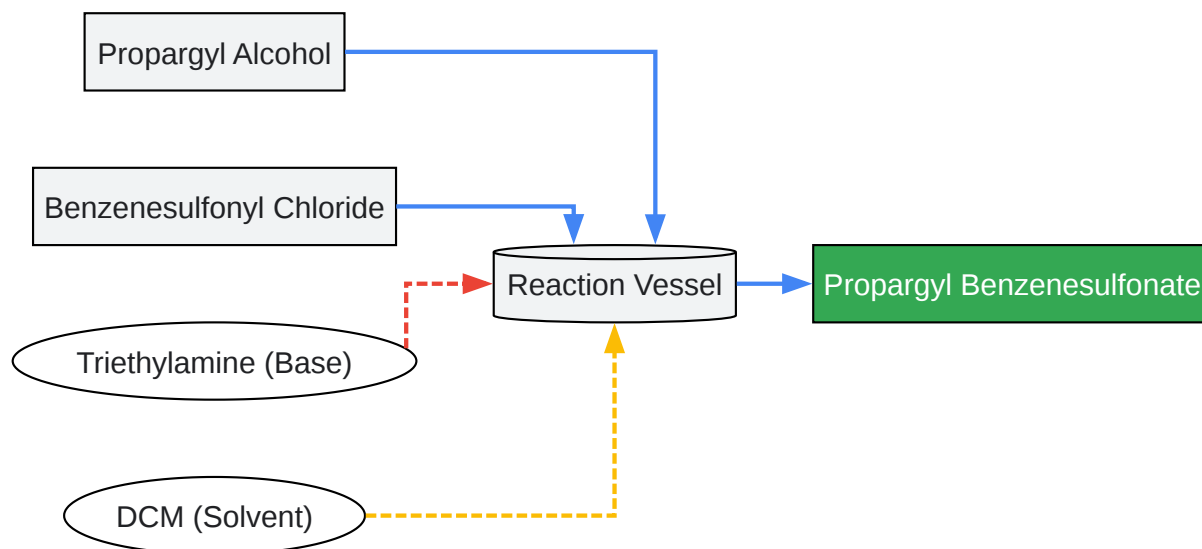 Propargyl Alcohol
Benzenesulfonyl Chloride
Reaction Vessel
Propargyl Benzenesulfonate
Triethylamine (Base)
DCM (Solvent)